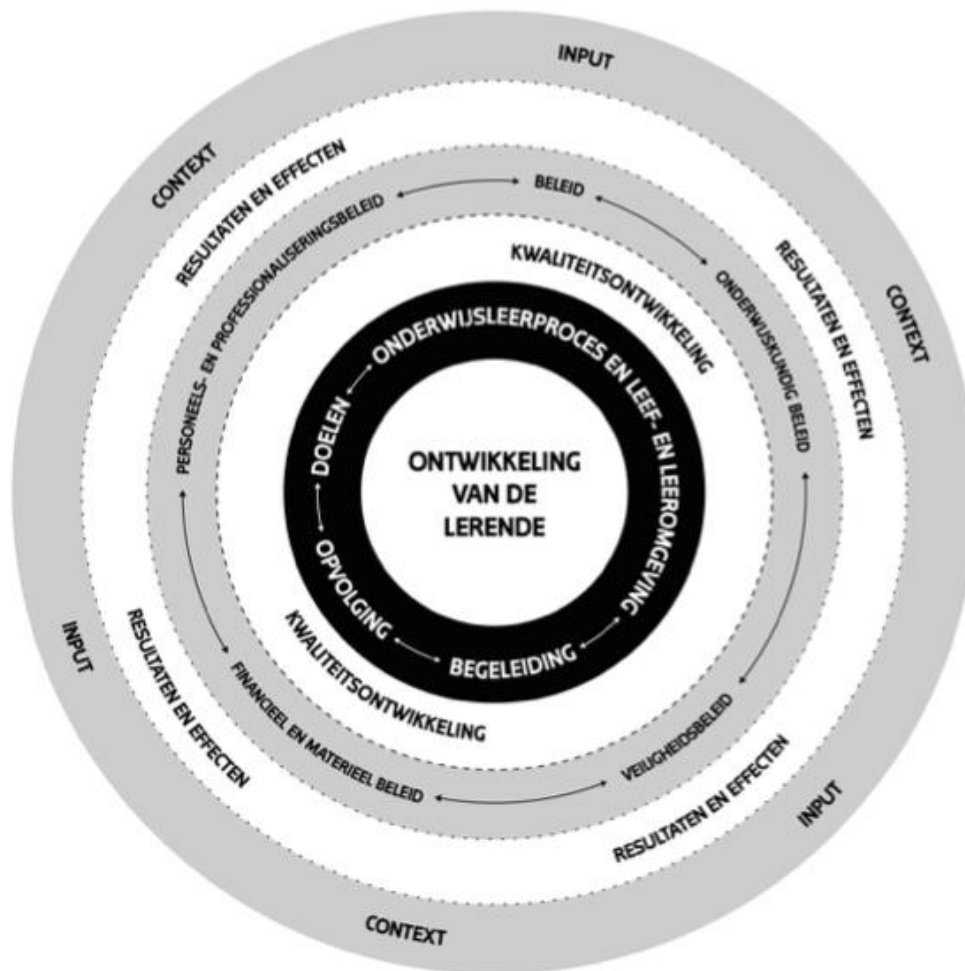 INPUT
CONTEXT
RESULTATEN EN EFFECTEN
BELEID
PERSONEELS- EN PROFESSIONALISERINGSBELEID
KWALITEITSONTWIKKELING
ONDERWIJSKUNDIG BELEID
RESULTATEN EN EFFECTEN
CONTEXT
ONDERWIJSLEERPROCES EN LEEF- EN LEEROMGEVING
DOELEN
ONTWIKKELING
VAN DE
LERENDE
OPVOLGING
BEGELEIDING
KWALITEITSONTWIKKELING
INPUT
RESULTATEN EN EFFECTEN
FINANCIEEL EN MATERIEEL BELEID
VEILIGHEIDSBELEID
RESULTATEN EN EFFECTEN
INPUT
CONTEXT